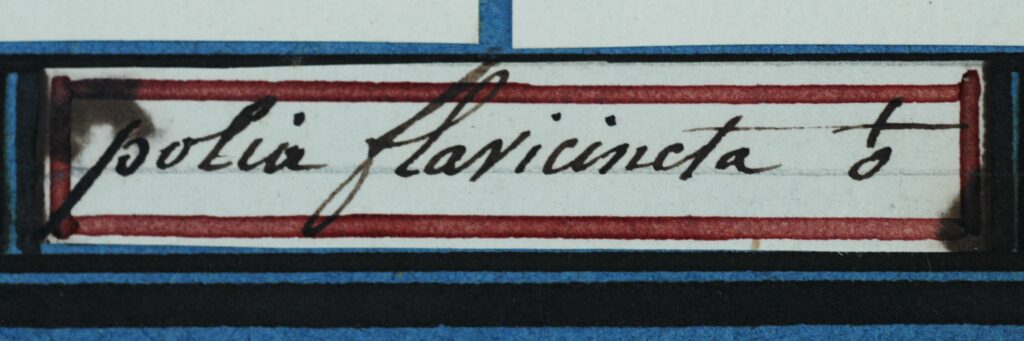 polia flavicincta ♁